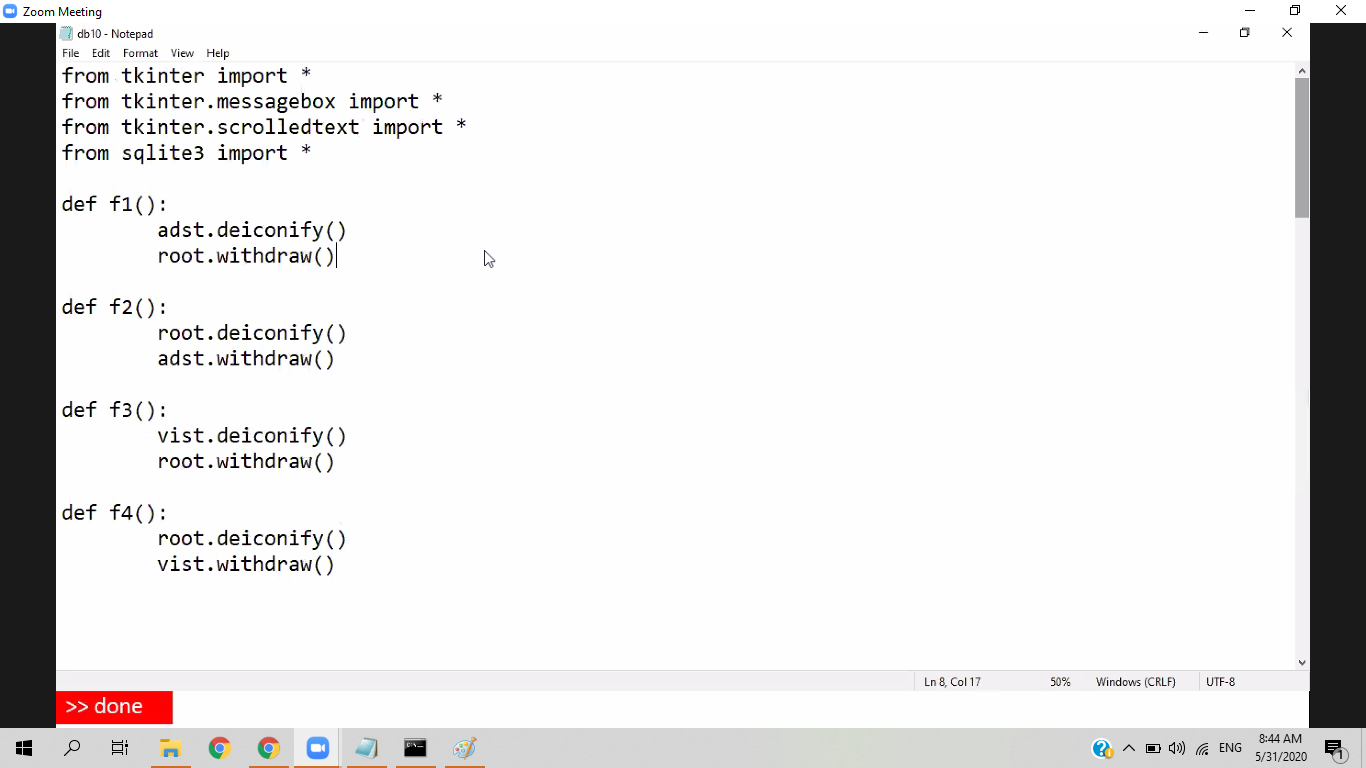 Zoom Meeting
db10 - Notepad
File Edit Format View Help
from tkinter import *
from tkinter.messagebox import *
from tkinter.scrolledtext import *
from sqlite3 import *
def f1():
adst.deiconify()
root.withdraw()
def f2():
root.deiconify()
adst.withdraw()
def f3():
vist.deiconify()
root.withdraw()
def f4():
root.deiconify()
vist.withdraw()
Ln 8, Col 17 50% Windows (CRLF) UTF-8
>> done
ENG
8:44 AM
5/31/2020
1